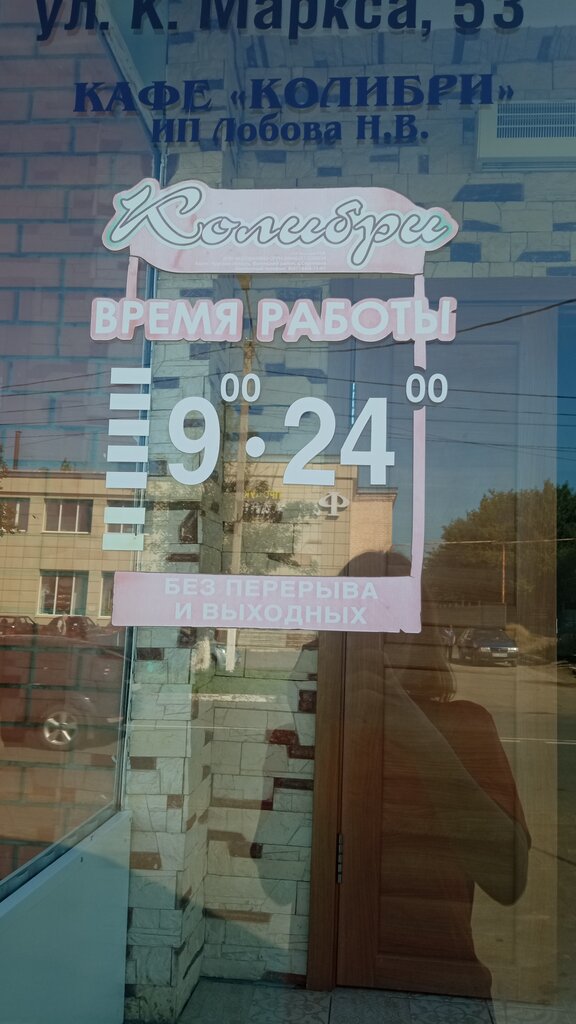 ул. К. Маркса, 53
КАФЕ «КОЛИБРИ»
ИП Лобова Н.В.
Колибри
ВРЕМЯ РАБОТЫ
9 00 · 24 00
БЕЗ ПЕРЕРЫВА
И ВЫХОДНЫХ